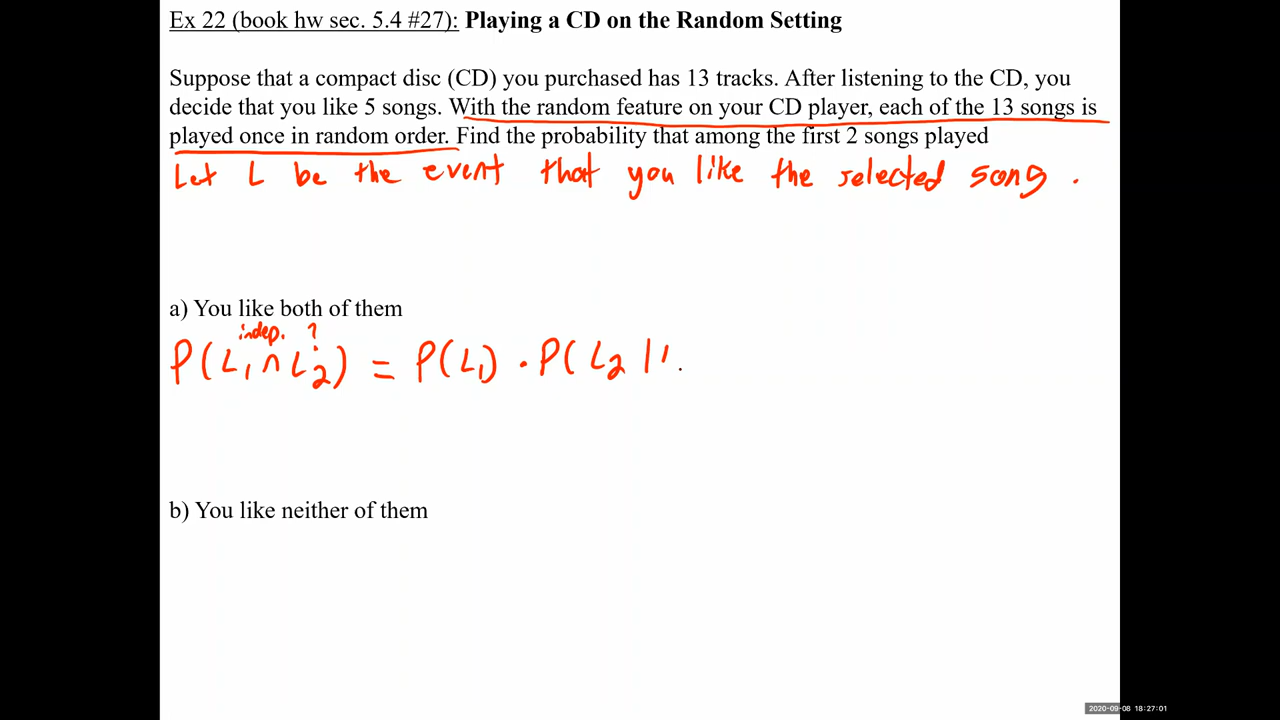 Ex 22 (book hw sec. 5.4 #27): Playing a CD on the Random Setting
Suppose that a compact disc (CD) you purchased has 13 tracks. After listening to the CD, you
decide that you like 5 songs. With the random feature on your CD player, each of the 13 songs is
played once in random order. Find the probability that among the first 2 songs played
Let L be the event that you like the selected song.
a) You like both of them
indep. ?
P(L₁∩L₂) = P(L₁) · P(L₂ |
b) You like neither of them
2020-09-08 18:27:01